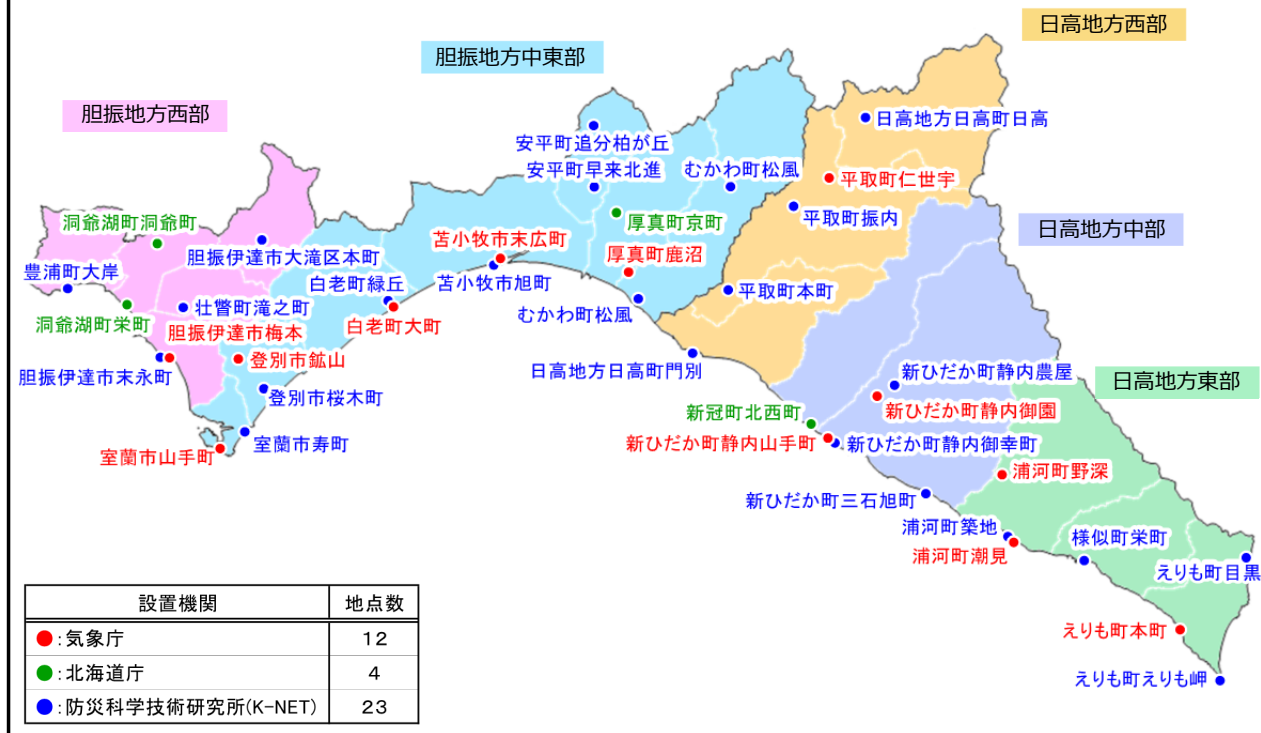 日高地方西部
胆振地方中東部
胆振地方西部
日高地方日高町日高
安平町追分柏が丘
安平町早来北進
むかわ町松風
平取町仁世宇
平取町振内
洞爺湖町洞爺町
厚真町京町
日高地方中部
苫小牧市末広町
厚真町鹿沼
胆振伊達市大滝区本町
豊浦町大岸
白老町緑丘
苫小牧市旭町
平取町本町
壮瞥町滝之町
むかわ町松風
洞爺湖町栄町
白老町大町
胆振伊達市梅本
登別市鉱山
胆振伊達市末永町
日高地方日高町門別
新ひだか町静内農屋
日高地方東部
登別市桜木町
新冠町北西町
新ひだか町静内御園
新ひだか町静内山手町
新ひだか町静内御幸町
室蘭市寿町
室蘭市山手町
浦河町野深
新ひだか町三石旭町
浦河町築地
様似町栄町
浦河町潮見
えりも町目黒
えりも町本町
えりも町えりも岬
設置機関 地点数
:気象庁 12
:北海道庁 4
:防災科学技術研究所(K-NET) 23